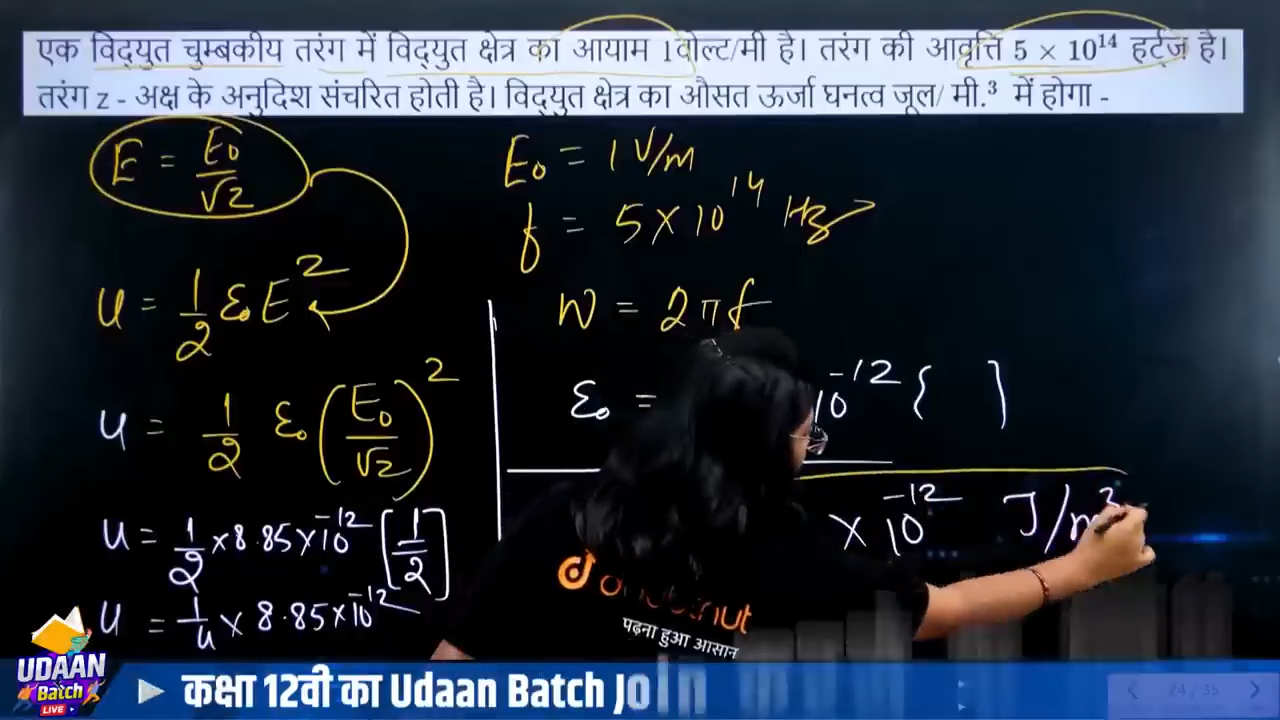 एक विद्युत चुम्बकीय तरंग में विद्युत क्षेत्र का आयाम 1वोल्ट/मी है। तरंग की आवृत्ति 5 × 10¹⁴ हर्ट्ज है।
तरंग z - अक्ष के अनुदिश संचरित होती है। विद्युत क्षेत्र का औसत ऊर्जा घनत्व जूल/ मी.³ में होगा -
E = E₀/√2
u = 1/2 ε₀E²
u = 1/2 ε₀ (E₀/√2)²
u = 1/2 × 8.85×10⁻¹² [1/2]
u = 1/4 × 8.85×10⁻¹²
E₀ = 1 V/m
f = 5×10¹⁴ Hz
W = 2πf
ε₀ = 10⁻¹² { }
× 10⁻¹² J/m³
पढ़ना हुआ आसान
UDAAN
Batch
LIVE
कक्षा 12वी का Udaan Batch Join
24 / 35